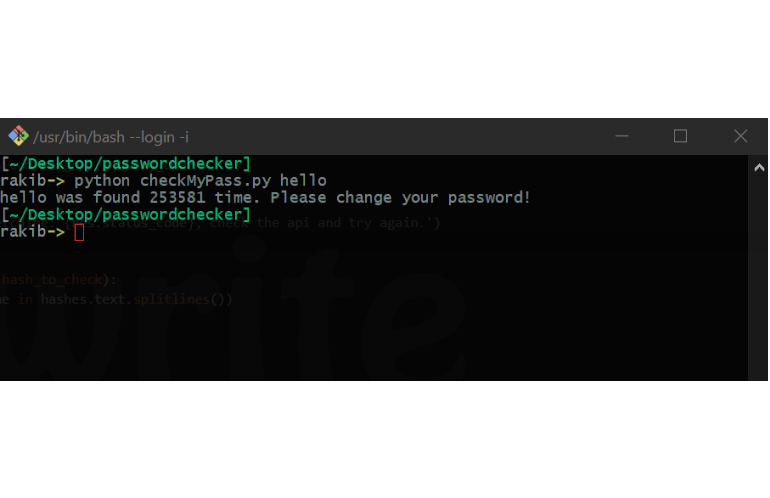 /usr/bin/bash --login -i
[~/Desktop/passwordchecker]
rakib-> python checkMyPass.py hello
hello was found 253581 time. Please change your password!
[~/Desktop/passwordchecker]
rakib->
.status_code}, check the api and try again.')
hash_to_check):
in hashes.text.splitlines())
write